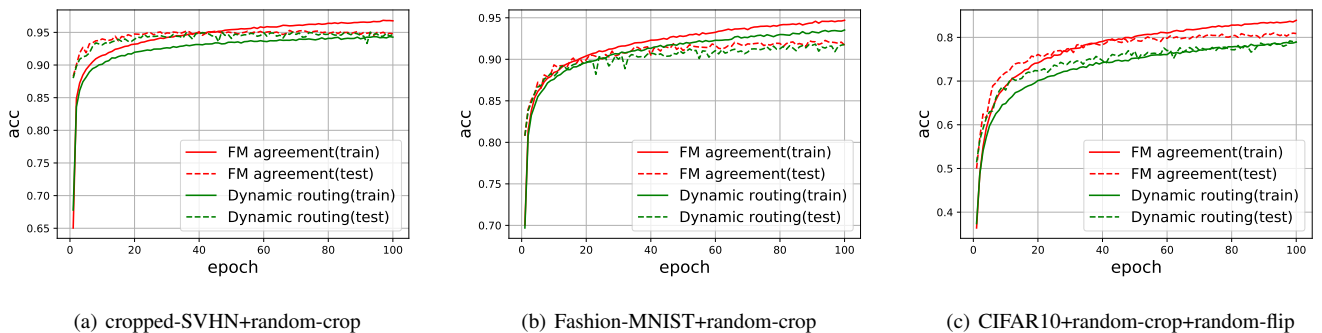 0.95
0.90
0.85
0.80
0.75
0.70
0.65
acc
FM agreement(train)
FM agreement(test)
Dynamic routing(train)
Dynamic routing(test)
0 20 40 60 80 100
epoch
(a) cropped-SVHN+random-crop
0.95
0.90
0.85
0.80
0.75
0.70
acc
FM agreement(train)
FM agreement(test)
Dynamic routing(train)
Dynamic routing(test)
0 20 40 60 80 100
epoch
(b) Fashion-MNIST+random-crop
0.8
0.7
0.6
0.5
0.4
acc
FM agreement(train)
FM agreement(test)
Dynamic routing(train)
Dynamic routing(test)
0 20 40 60 80 100
epoch
(c) CIFAR10+random-crop+random-flip